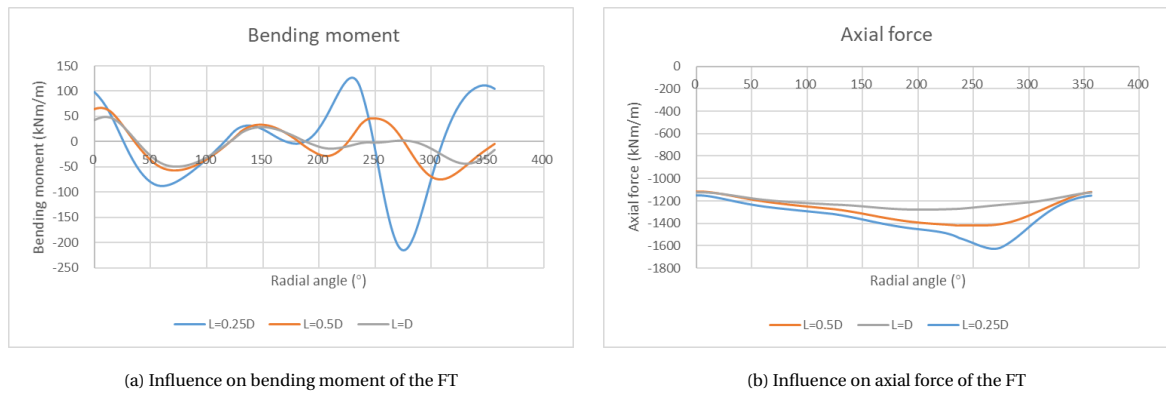 Bending moment
150
100
50
0
-50
-100
-150
-200
-250
0 50 100 150 200 250 300 350 400
Bending moment (kNm/m)
Radial angle (°)
L=0.25D L=0.5D L=D
(a) Influence on bending moment of the FT
Axial force
0
-200
-400
-600
-800
-1000
-1200
-1400
-1600
-1800
0 50 100 150 200 250 300 350 400
Axial force (kNm/m)
Radial angle (°)
L=0.5D L=D L=0.25D
(b) Influence on axial force of the FT